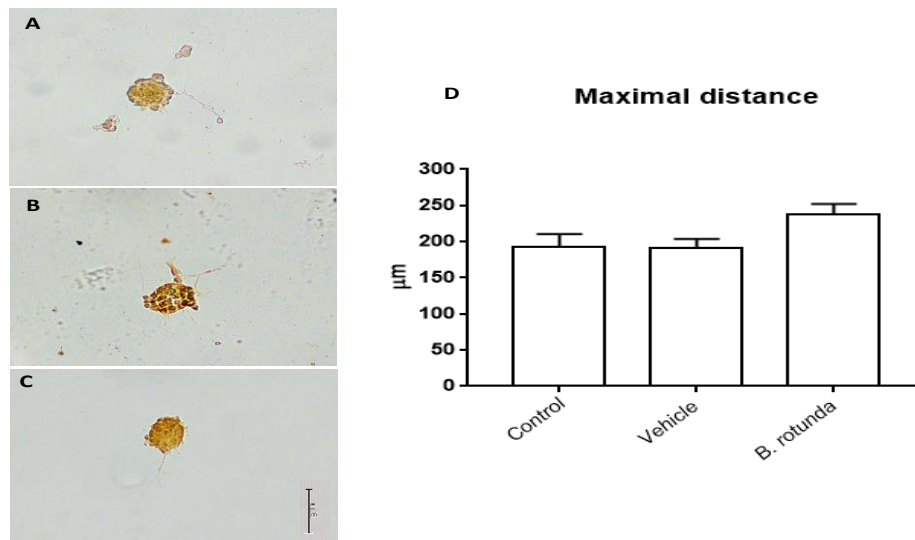 A
B
C
D
Maximal distance
300
250
200
150
100
50
0
μm
Control
Vehicle
B. rotunda